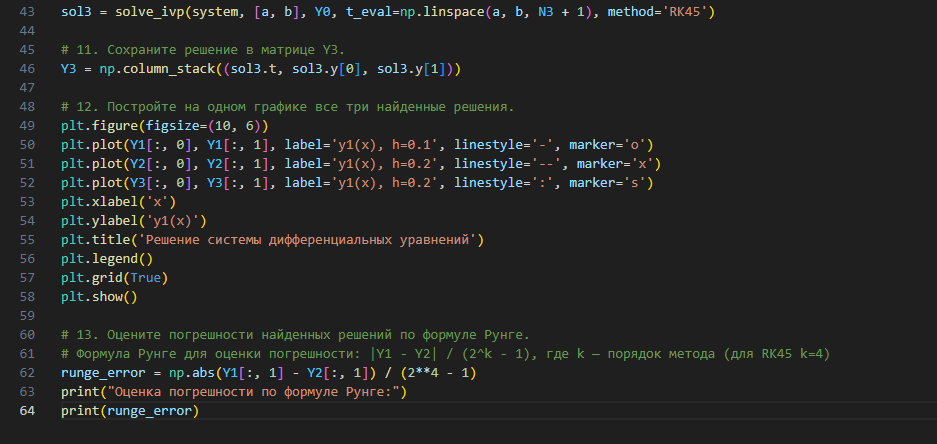 43 sol3 = solve_ivp(system, [a, b], Y0, t_eval=np.linspace(a, b, N3 + 1), method='RK45')
44
45 # 11. Сохраните решение в матрице Y3.
46 Y3 = np.column_stack((sol3.t, sol3.y[0], sol3.y[1]))
47
48 # 12. Постройте на одном графике все три найденные решения.
49 plt.figure(figsize=(10, 6))
50 plt.plot(Y1[:, 0], Y1[:, 1], label='y1(x), h=0.1', linestyle='-', marker='o')
51 plt.plot(Y2[:, 0], Y2[:, 1], label='y1(x), h=0.2', linestyle='--', marker='x')
52 plt.plot(Y3[:, 0], Y3[:, 1], label='y1(x), h=0.2', linestyle=':', marker='s')
53 plt.xlabel('x')
54 plt.ylabel('y1(x)')
55 plt.title('Решение системы дифференциальных уравнений')
56 plt.legend()
57 plt.grid(True)
58 plt.show()
59
60 # 13. Оцените погрешности найденных решений по формуле Рунге.
61 # Формула Рунге для оценки погрешности: |Y1 - Y2| / (2^k - 1), где k — порядок метода (для RK45 k=4)
62 runge_error = np.abs(Y1[:, 1] - Y2[:, 1]) / (2**4 - 1)
63 print("Оценка погрешности по формуле Рунге:")
64 print(runge_error)